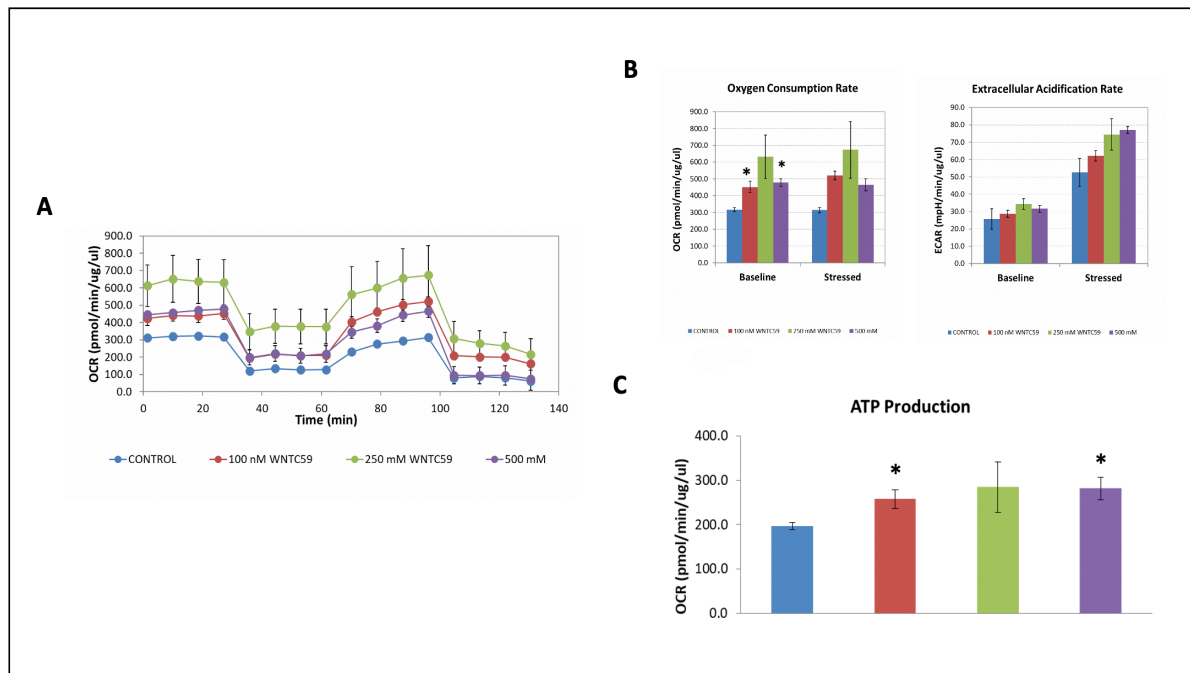 A
900.0
800.0
700.0
600.0
500.0
400.0
300.0
200.0
100.0
0.0
OCR (pmol/min/ug/ul)
0 20 40 60 80 100 120 140
Time (min)
CONTROL 100 nM WNTC59 250 mM WNTC59 500 mM
B
Oxygen Consumption Rate
900.0
800.0
700.0
600.0
500.0
400.0
300.0
200.0
100.0
0.0
OCR (pmol/min/ug/ul)
* *
Baseline Stressed
CONTROL 100 nM WNTC59 250 mM WNTC59 500 mM
Extracellular Acidification Rate
90.0
80.0
70.0
60.0
50.0
40.0
30.0
20.0
10.0
0.0
ECAR (mpH/min/ug/ul)
Baseline Stressed
CONTROL 100 nM WNTC59 250 mM WNTC59 500 mM
C
ATP Production
400.0
300.0
200.0
100.0
0.0
OCR (pmol/min/ug/ul)
* *